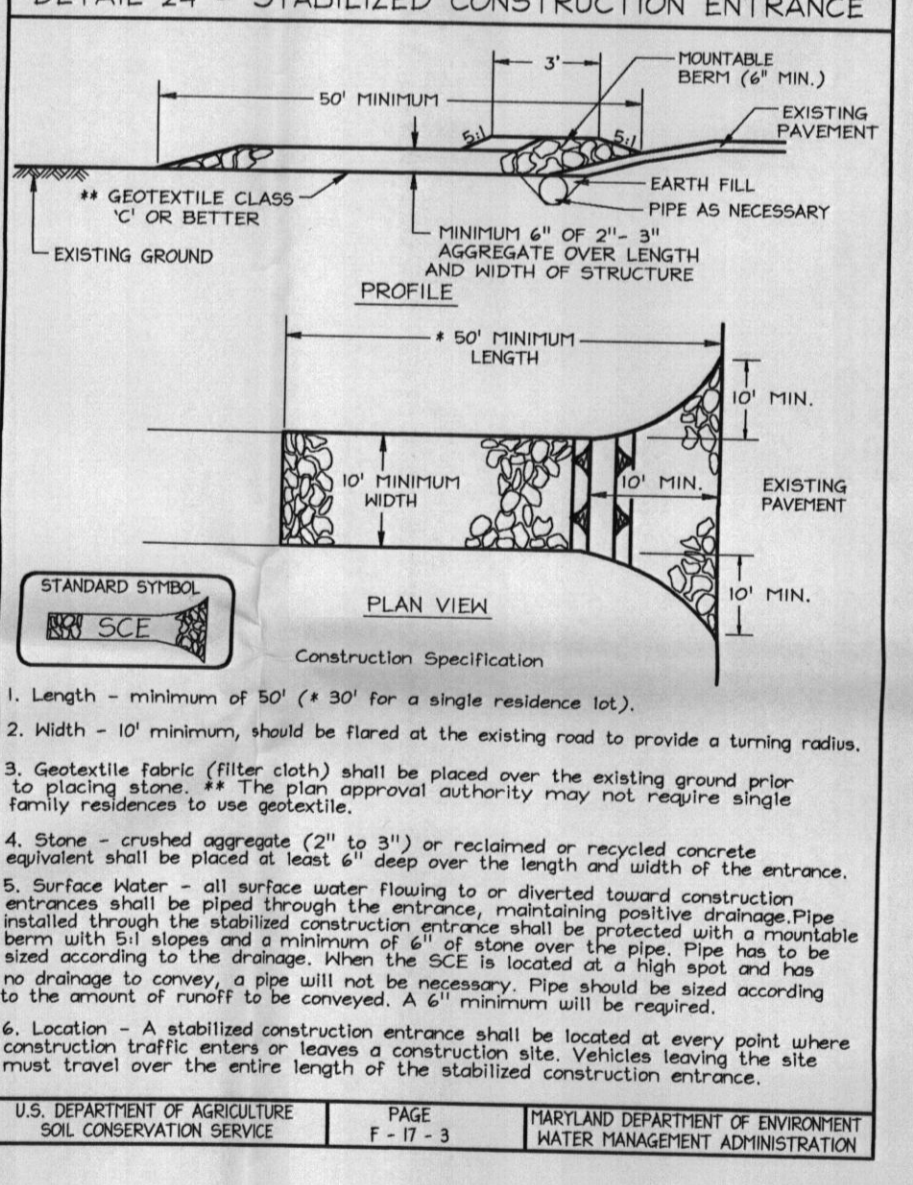 DETAIL 24 - STABILIZED CONSTRUCTION ENTRANCE
3'
MOUNTABLE
BERM (6" MIN.)
50' MINIMUM
EXISTING
PAVEMENT
5:1
5:1
** GEOTEXTILE CLASS
'C' OR BETTER
EARTH FILL
PIPE AS NECESSARY
EXISTING GROUND
MINIMUM 6" OF 2"- 3"
AGGREGATE OVER LENGTH
AND WIDTH OF STRUCTURE
PROFILE
* 50' MINIMUM
LENGTH
10' MIN.
10' MINIMUM
WIDTH
10' MIN.
EXISTING
PAVEMENT
10' MIN.
STANDARD SYMBOL
SCE
PLAN VIEW
Construction Specification
1. Length - minimum of 50' (* 30' for a single residence lot).
2. Width - 10' minimum, should be flared at the existing road to provide a turning radius.
3. Geotextile fabric (filter cloth) shall be placed over the existing ground prior
to placing stone. ** The plan approval authority may not require single
family residences to use geotextile.
4. Stone - crushed aggregate (2" to 3") or reclaimed or recycled concrete
equivalent shall be placed at least 6" deep over the length and width of the entrance.
5. Surface Water - all surface water flowing to or diverted toward construction
entrances shall be piped through the entrance, maintaining positive drainage.Pipe
installed through the stabilized construction entrance shall be protected with a mountable
berm with 5:1 slopes and a minimum of 6" of stone over the pipe. Pipe has to be
sized according to the drainage. When the SCE is located at a high spot and has
no drainage to convey, a pipe will not be necessary. Pipe should be sized according
to the amount of runoff to be conveyed. A 6" minimum will be required.
6. Location - A stabilized construction entrance shall be located at every point where
construction traffic enters or leaves a construction site. Vehicles leaving the site
must travel over the entire length of the stabilized construction entrance.
U.S. DEPARTMENT OF AGRICULTURE
SOIL CONSERVATION SERVICE
PAGE
F - 17 - 3
MARYLAND DEPARTMENT OF ENVIRONMENT
WATER MANAGEMENT ADMINISTRATION